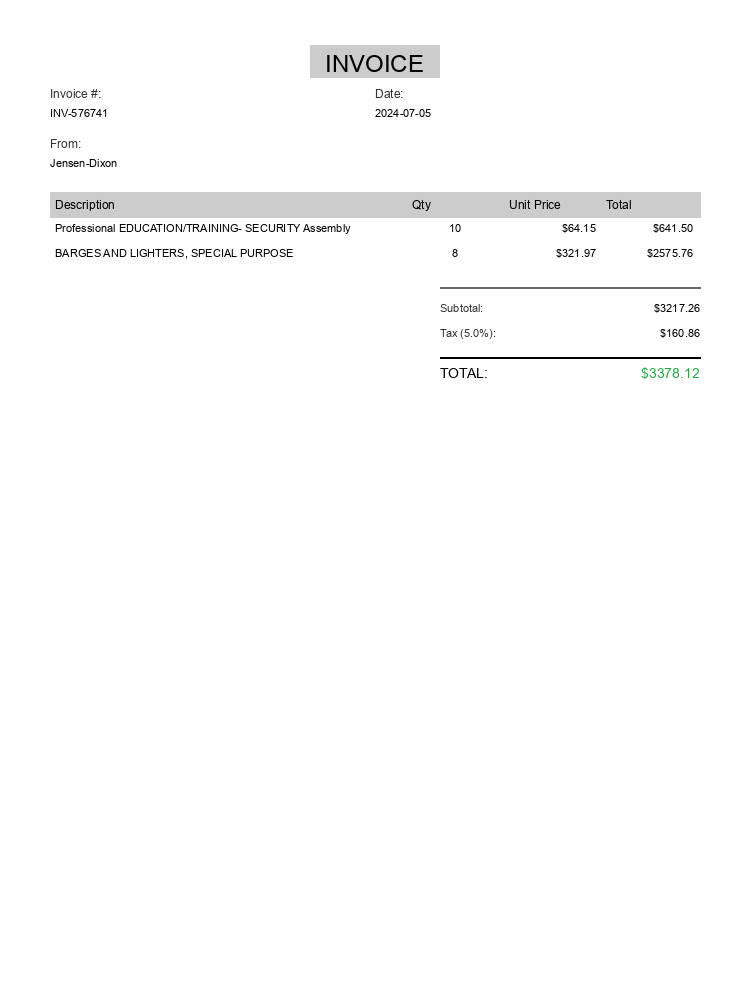 INVOICE
Invoice #: Date:
INV-576741 2024-07-05
From:
Jensen-Dixon
Description Qty Unit Price Total
Professional EDUCATION/TRAINING- SECURITY Assembly 10 $64.15 $641.50
BARGES AND LIGHTERS, SPECIAL PURPOSE 8 $321.97 $2575.76
Subtotal: $3217.26
Tax (5.0%): $160.86
TOTAL: $3378.12